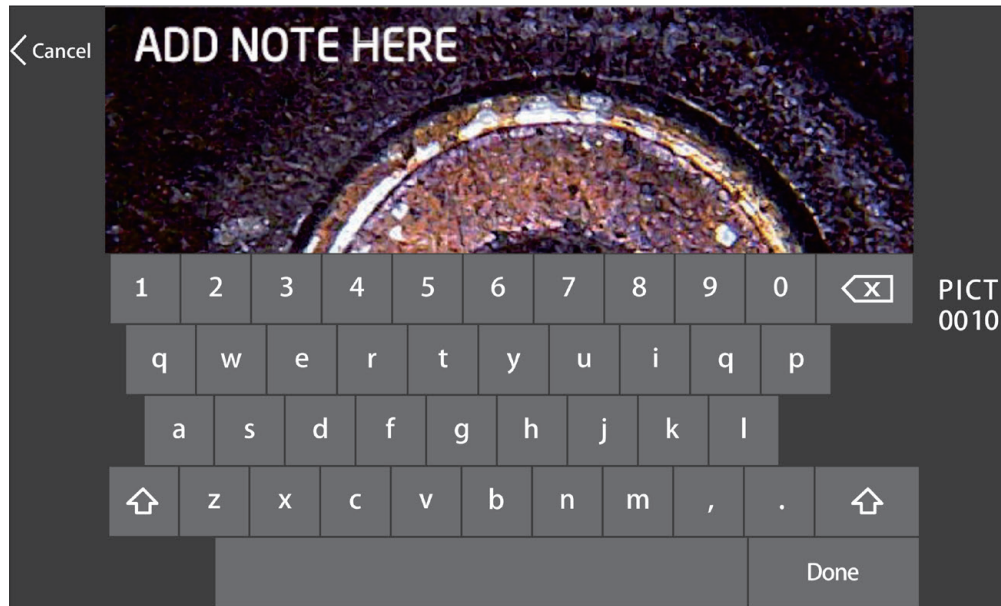 Cancel
ADD NOTE HERE
1 2 3 4 5 6 7 8 9 0 X
PICT
0010
q w e r t y u i q p
a s d f g h j k l
z x c v b n m , .
Done